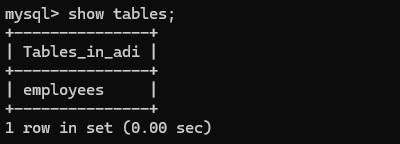 mysql> show tables;
+---------------+
| Tables_in_adi |
+---------------+
| employees     |
+---------------+
1 row in set (0.00 sec)